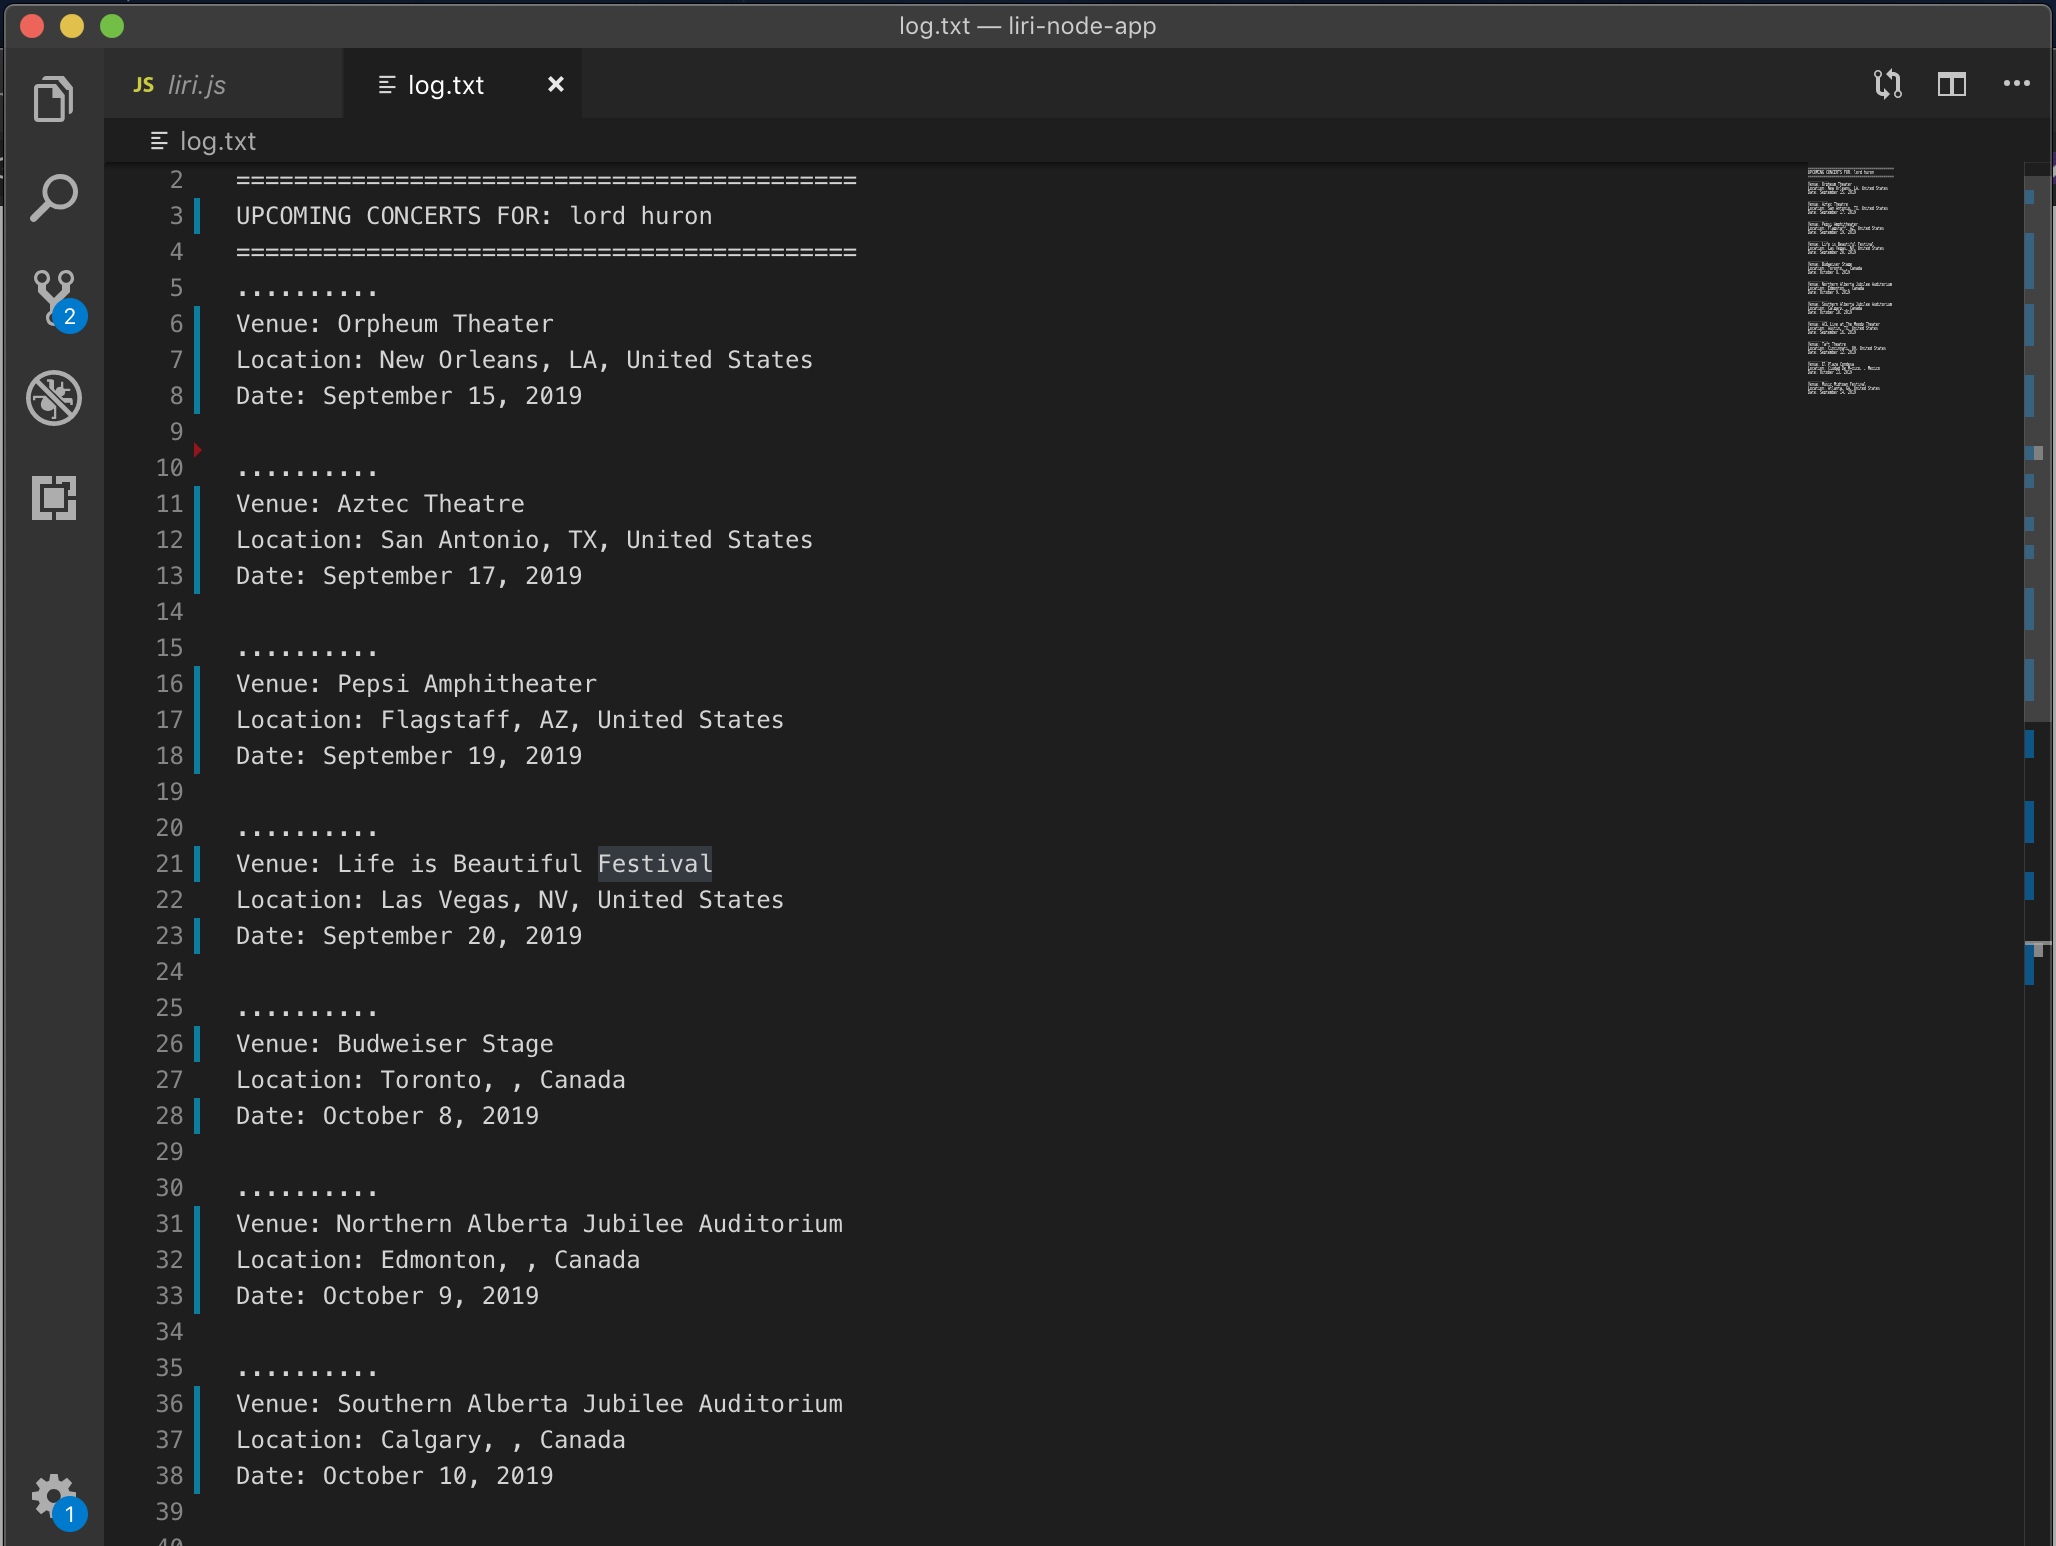 log.txt — liri-node-app
JS liri.js
log.txt
log.txt
2 ===========================================
3 UPCOMING CONCERTS FOR: lord huron
4 ===========================================
5 ..........
6 Venue: Orpheum Theater
7 Location: New Orleans, LA, United States
8 Date: September 15, 2019
9
10 ..........
11 Venue: Aztec Theatre
12 Location: San Antonio, TX, United States
13 Date: September 17, 2019
14
15 ..........
16 Venue: Pepsi Amphitheater
17 Location: Flagstaff, AZ, United States
18 Date: September 19, 2019
19
20 ..........
21 Venue: Life is Beautiful Festival
22 Location: Las Vegas, NV, United States
23 Date: September 20, 2019
24
25 ..........
26 Venue: Budweiser Stage
27 Location: Toronto, , Canada
28 Date: October 8, 2019
29
30 ..........
31 Venue: Northern Alberta Jubilee Auditorium
32 Location: Edmonton, , Canada
33 Date: October 9, 2019
34
35 ..........
36 Venue: Southern Alberta Jubilee Auditorium
37 Location: Calgary, , Canada
38 Date: October 10, 2019
39
40
2
1